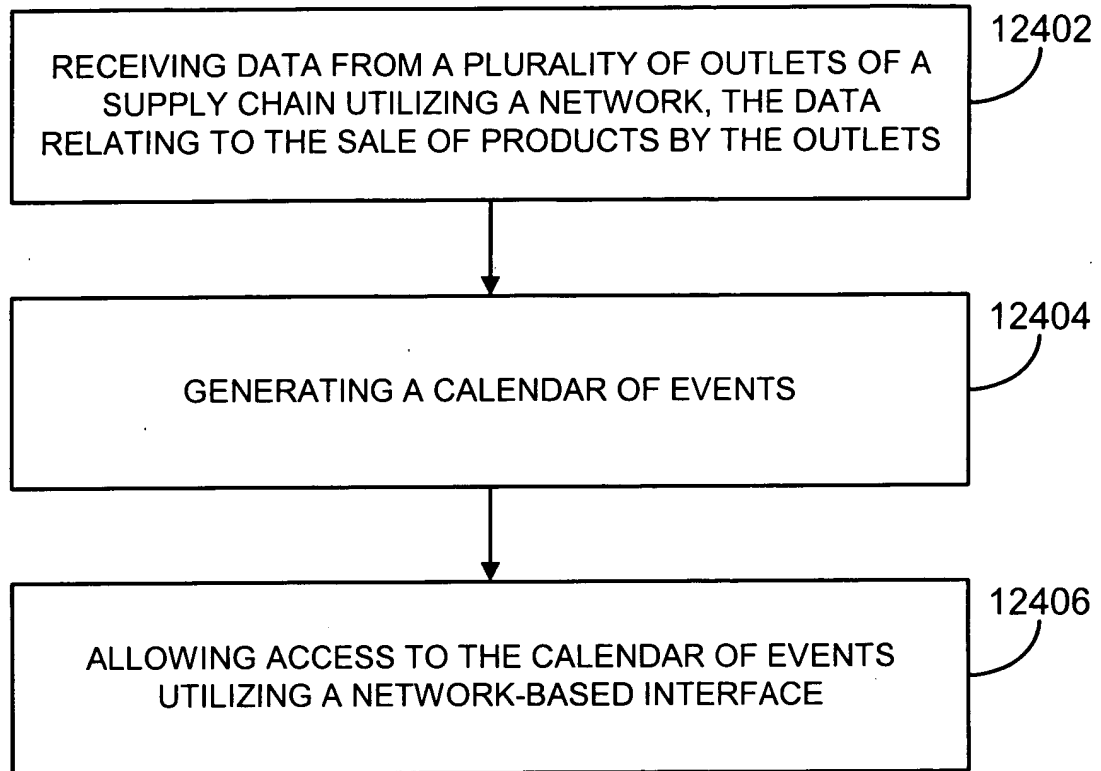 12402
RECEIVING DATA FROM A PLURALITY OF OUTLETS OF A
SUPPLY CHAIN UTILIZING A NETWORK, THE DATA
RELATING TO THE SALE OF PRODUCTS BY THE OUTLETS
12404
GENERATING A CALENDAR OF EVENTS
12406
ALLOWING ACCESS TO THE CALENDAR OF EVENTS
UTILIZING A NETWORK-BASED INTERFACE